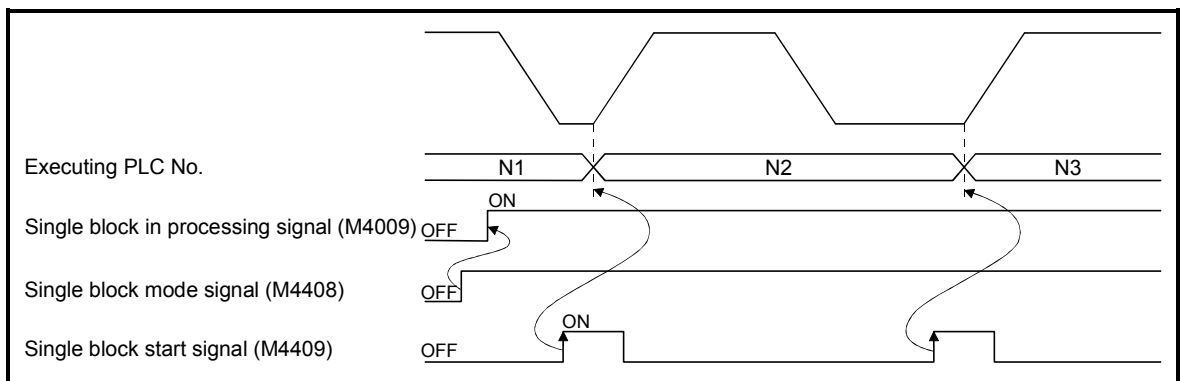 Executing PLC No.
N1
N2
N3
ON
Single block in processing signal (M4009)
OFF
Single block mode signal (M4408)
OFF
ON
Single block start signal (M4409)
OFF